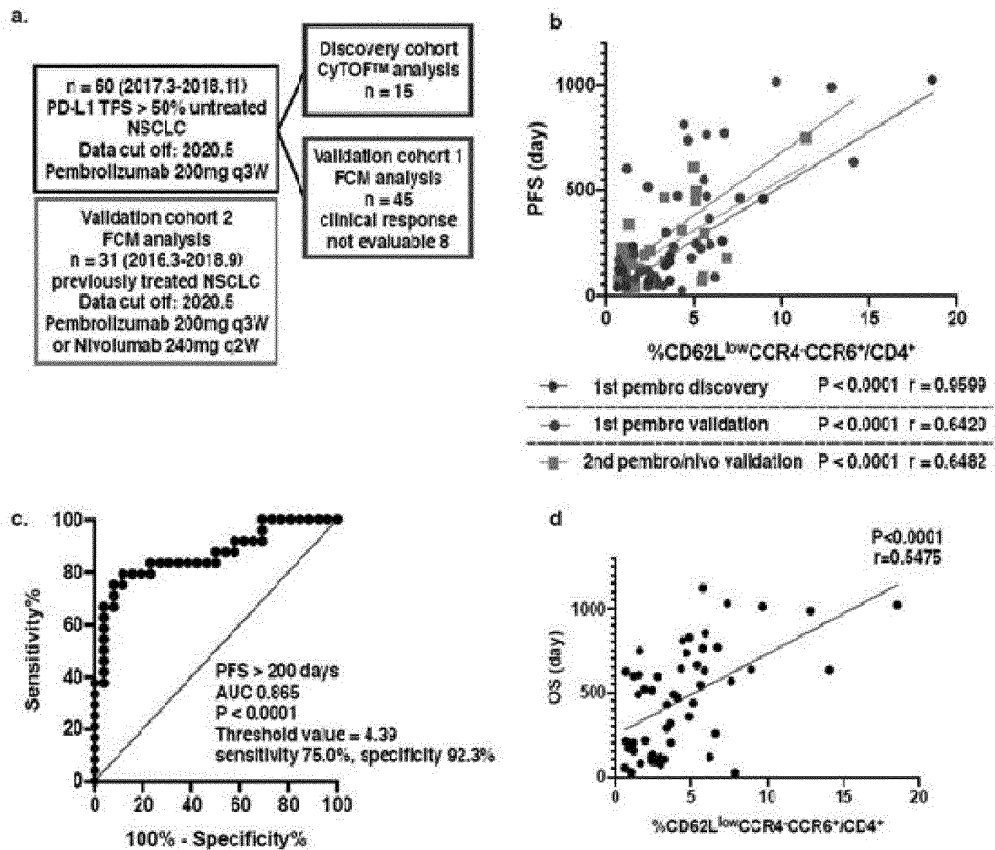 a.
n = 60 (2017.3-2018.11)
PD-L1 TPS > 50% untreated
NSCLC
Data cut off: 2020.5
Pembrolizumab 200mg q3W
Discovery cohort
CyTOF™ analysis
n = 15
Validation cohort 1
FCM analysis
n = 45
clinical response
not evaluable 8
Validation cohort 2
FCM analysis
n = 31 (2016.3-2018.9)
previously treated NSCLC
Data cut off: 2020.5
Pembrolizumab 200mg q3W
or Nivolumab 240mg q2W
b
PFS (day)
1000
500
0
0 5 10 15 20
%CD62LlowCCR4-CCR6+/CD4+
1st pembro discovery P < 0.0001 r = 0.9599
1st pembro validation P < 0.0001 r = 0.6420
2nd pembro/nivo validation P < 0.0001 r = 0.6482
c.
Sensitivity%
100
80
60
40
20
0
0 20 40 60 80 100
100% - Specificity%
PFS > 200 days
AUC 0.865
P < 0.0001
Threshold value = 4.39
sensitivity 75.0%, specificity 92.3%
d
P<0.0001
r=0.5475
OS (day)
1000
500
0
0 5 10 15 20
%CD62LlowCCR4-CCR6+/CD4+